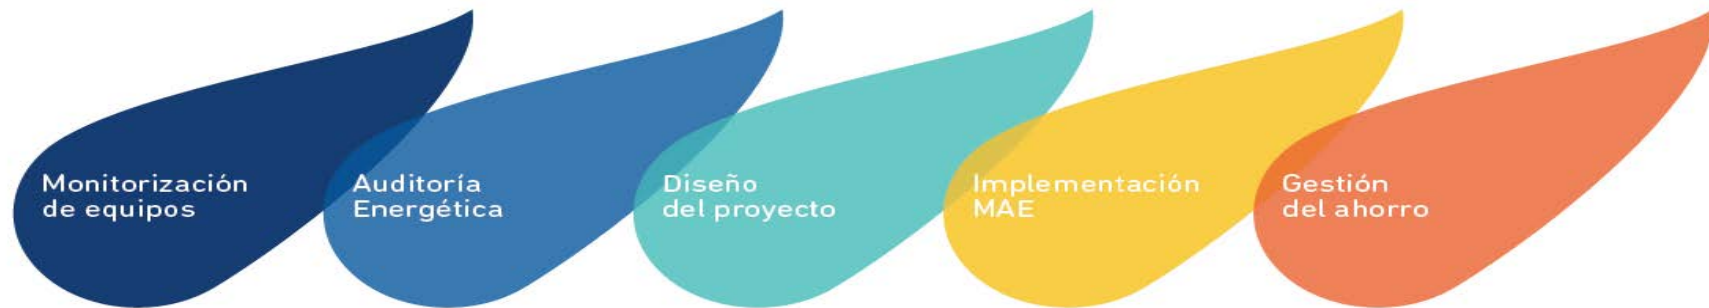 Monitorización
de equipos
Auditoría
Energética
Diseño
del proyecto
Implementación
MAE
Gestión
del ahorro